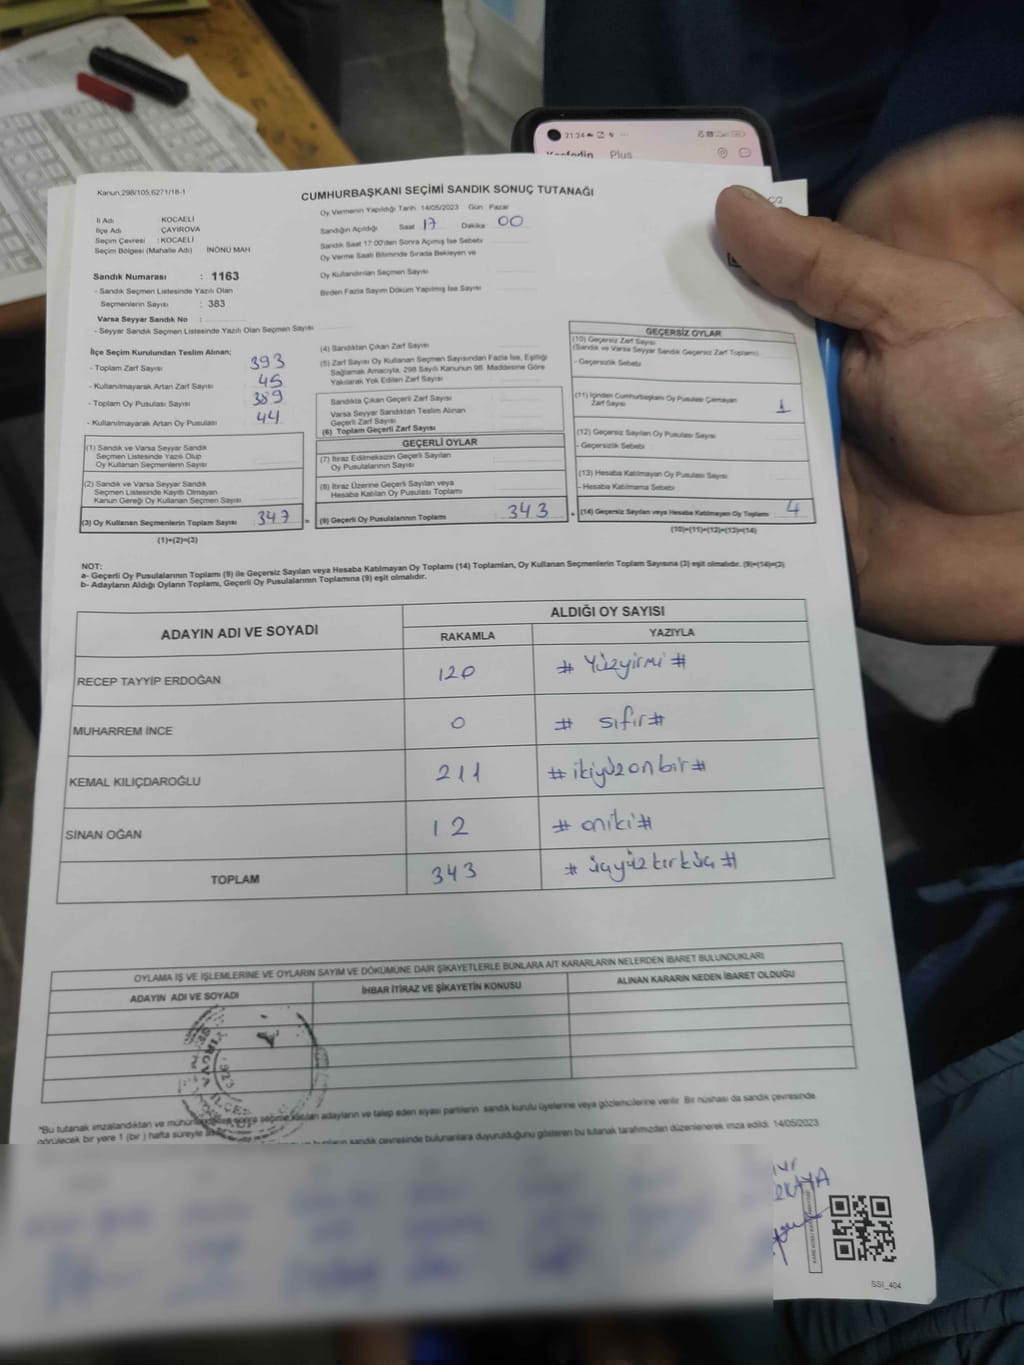 21:24
Plus
Kanun;298/105;6271/18-1
CUMHURBAŞKANI SEÇİMİ SANDIK SONUÇ TUTANAĞI
İl Adı : KOCAELİ
İlçe Adı : ÇAYIROVA
Seçim Çevresi : KOCAELİ
Seçim Bölgesi (Mahalle Adı) : İNÖNÜ MAH
Sandık Numarası : 1163
- Sandık Seçmen Listesinde Yazılı Olan
Seçmenlerin Sayısı : 383
Varsa Seyyar Sandık No :
- Seyyar Sandık Seçmen Listesinde Yazılı Olan Seçmen Sayısı
Oy Vermenin Yapıldığı Tarih :14/05/2023 Gün : Pazar
Sandığın Açıldığı Saat 17 Dakika 00
Sandık Saat 17:00'den Sonra Açımış İse Sebebi
Oy Verme Saati Bitiminde Sırada Bekleyen ve
Oy Kullandırılan Seçmen Sayısı
Birden Fazla Sayım Döküm Yapılmış İse Sayısı
İlçe Seçim Kurulundan Teslim Alınan;
- Toplam Zarf Sayısı 393
- Kullanılmayarak Artan Zarf Sayısı 45
- Toplam Oy Pusulası Sayısı 389
- Kullanılmayarak Artan Oy Pusulası 44
(1) Sandık ve Varsa Seyyar Sandık
Seçmen Listesinde Yazılı Olup
Oy Kullanan Seçmenlerin Sayısı
(2) Sandık ve Varsa Seyyar Sandık
Seçmen Listesinde Kayıtlı Olmayan
Kanun Gereği Oy Kullanan Seçmen Sayısı
(3) Oy Kullanan Seçmenlerin Toplam Sayısı 347 =
(1)+(2)=(3)
(4) Sandıktan Çıkan Zarf Sayısı
(5) Zarf Sayısı Oy Kullanan Seçmen Sayısından Fazla İse, Eşitliği
Sağlamak Amacıyla, 298 Sayılı Kanunun 98. Maddesine Göre
Yakılarak Yok Edilen Zarf Sayısı
Sandıkta Çıkan Geçerli Zarf Sayısı
Varsa Seyyar Sandıktan Teslim Alınan
Geçerli Zarf Sayısı
(6) Toplam Geçerli Zarf Sayısı
GEÇERLİ OYLAR
(7) İtiraz Edilmeksizin Geçerli Sayılan
Oy Pusulalarının Sayısı
(8) İtiraz Üzerine Geçerli Sayılan veya
Hesaba Katılan Oy Pusulası Toplamı
(9) Geçerli Oy Pusulalarının Toplamı 343 +
GEÇERSİZ OYLAR
(10) Geçersiz Zarf Sayısı
(Sandık ve Varsa Seyyar Sandık Geçersiz Zarf Toplamı)
- Geçersizlik Sebebi
(11) İçinden Cumhurbaşkanı Oy Pusulası Çıkmayan
Zarf Sayısı 1
(12) Geçersiz Sayılan Oy Pusulası Sayısı
- Geçersizlik Sebebi
(13) Hesaba Katılmayan Oy Pusulası Sayısı
- Hesaba Katılmama Sebebi
(14) Geçersiz Sayılan veya Hesaba Katılmayan Oy Toplamı 4
(10)+(11)+(12)+(13)=(14)
NOT:
a- Geçerli Oy Pusulalarının Toplamı (9) ile Geçersiz Sayılan veya Hesaba Katılmayan Oy Toplamı (14) Toplamları, Oy Kullanan Seçmenlerin Toplam Sayısına (3) eşit olmalıdır. (9)+(14)=(3)
b- Adayların Aldığı Oyların Toplamı, Geçerli Oy Pusulalarının Toplamına (9) eşit olmalıdır.
ADAYIN ADI VE SOYADI
ALDIĞI OY SAYISI
RAKAMLA YAZIYLA
RECEP TAYYİP ERDOĞAN 120 # Yüzyirmi #
MUHARREM İNCE 0 # sıfır #
KEMAL KILIÇDAROĞLU 211 # ikiyüzonbir #
SİNAN OĞAN 12 # oniki #
TOPLAM 343 # üçyüzkırküç #
OYLAMA İŞ VE İŞLEMLERİNE VE OYLARIN SAYIM VE DÖKÜMÜNE DAİR ŞİKAYETLERLE BUNLARA AİT KARARLARIN NELERDEN İBARET BULUNDUKLARI
ADAYIN ADI VE SOYADI İHBAR İTİRAZ VE ŞİKAYETİN KONUSU ALINAN KARARIN NEDEN İBARET OLDUĞU
*Bu tutanak imzalandıktan ve sonra seçime katılan adayların ve talep eden siyasi partilerin sandık kurulu üyelerine veya gözlemcilerine verilir. Bir nüshası da sandık çevresinde
görülecek bir yere 1 (bir ) hafta süreyle bunların sandık çevresinde bulunanlara duyurulduğunu gösteren bu tutanak tarafımızdan düzenlenerek imza edildi. 14/05/2023
SSI_404